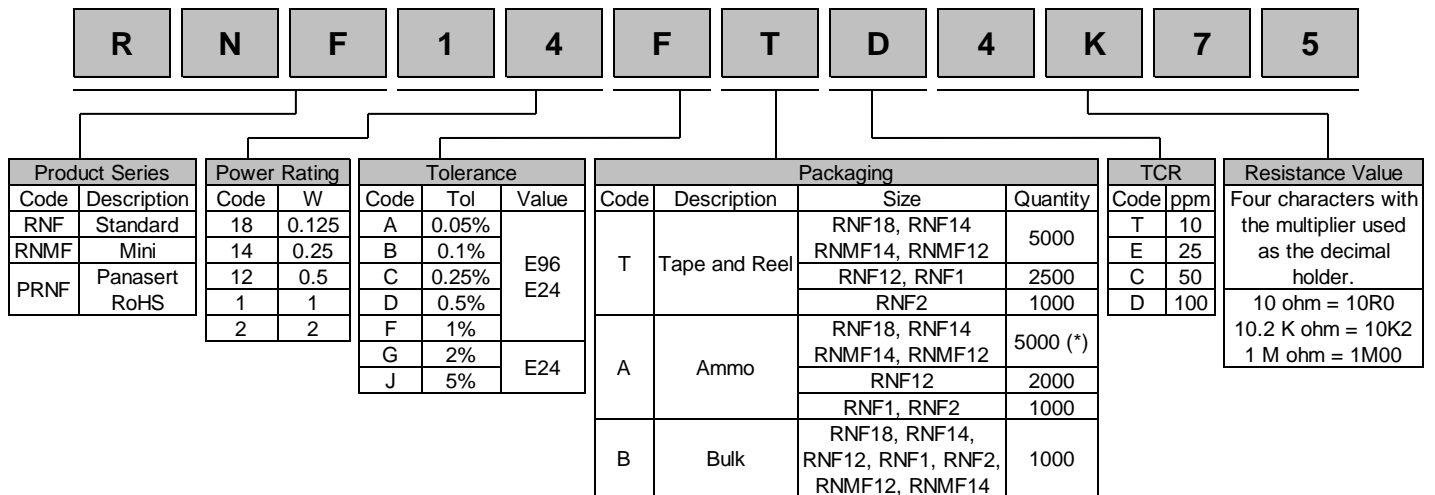 R N F 1 4 F T D 4 K 7 5
Product Series
Code Description
RNF Standard
RNMF Mini
PRNF Panasert RoHS
Power Rating
Code W
18 0.125
14 0.25
12 0.5
1 1
2 2
Tolerance
Code Tol Value
A 0.05%
B 0.1%
C 0.25%
D 0.5%
F 1%
E96
E24
G 2%
J 5%
E24
Packaging
Code Description Size Quantity
T Tape and Reel
RNF18, RNF14
RNMF14, RNMF12
5000
RNF12, RNF1 2500
RNF2 1000
A Ammo
RNF18, RNF14
RNMF14, RNMF12
5000 (*)
RNF12 2000
RNF1, RNF2 1000
B Bulk
RNF18, RNF14,
RNF12, RNF1, RNF2,
RNMF12, RNMF14
1000
TCR
Code ppm
T 10
E 25
C 50
D 100
Resistance Value
Four characters with
the multiplier used
as the decimal
holder.
10 ohm = 10R0
10.2 K ohm = 10K2
1 M ohm = 1M00